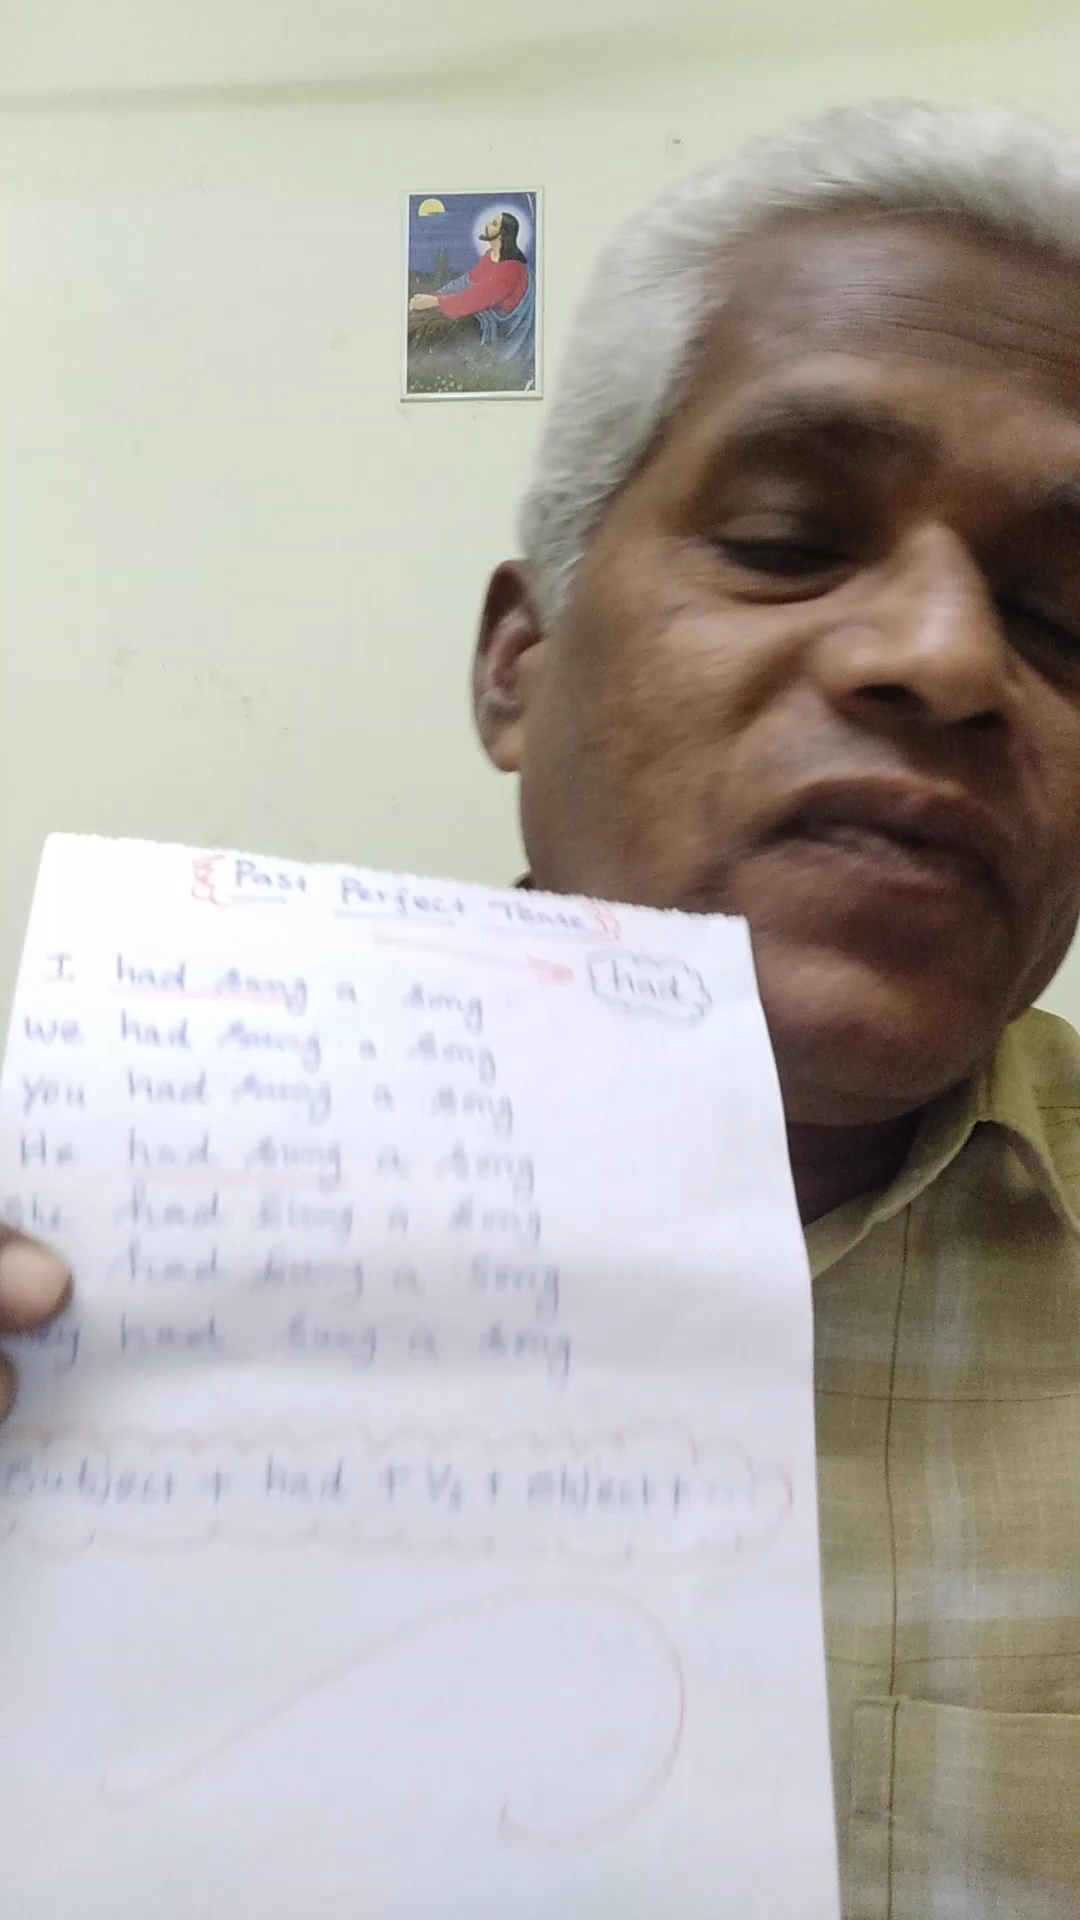 Past Perfect Tense
had
I had sung a song
We had sung a song
You had sung a song
He had sung a song
She had sung a song
had sung a song
had sung a song
Subject + had + V3 + object +